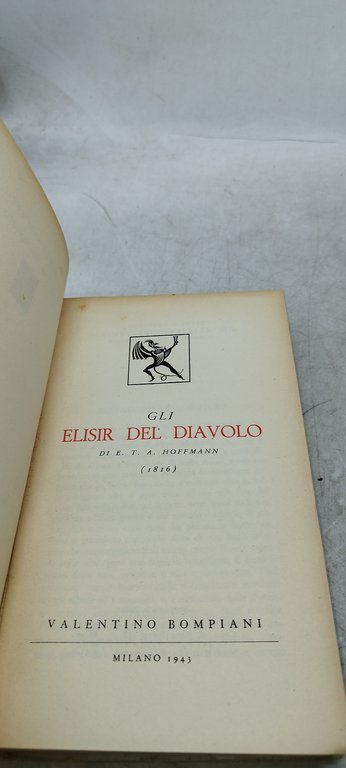 GLI
ELISIR DEL DIAVOLO
DI E. T. A. HOFFMANN
(1816)
VALENTINO BOMPIANI
MILANO 1943